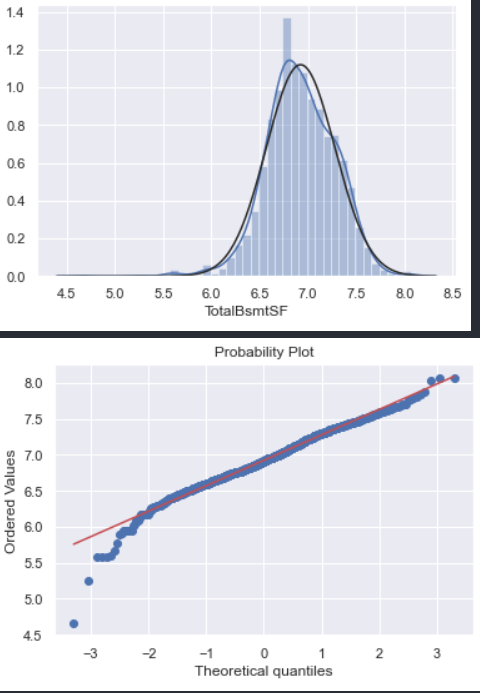 1.4
1.2
1.0
0.8
0.6
0.4
0.2
0.0
4.5 5.0 5.5 6.0 6.5 7.0 7.5 8.0 8.5
TotalBsmtSF
Probability Plot
Ordered Values
8.0
7.5
7.0
6.5
6.0
5.5
5.0
4.5
−3 −2 −1 0 1 2 3
Theoretical quantiles